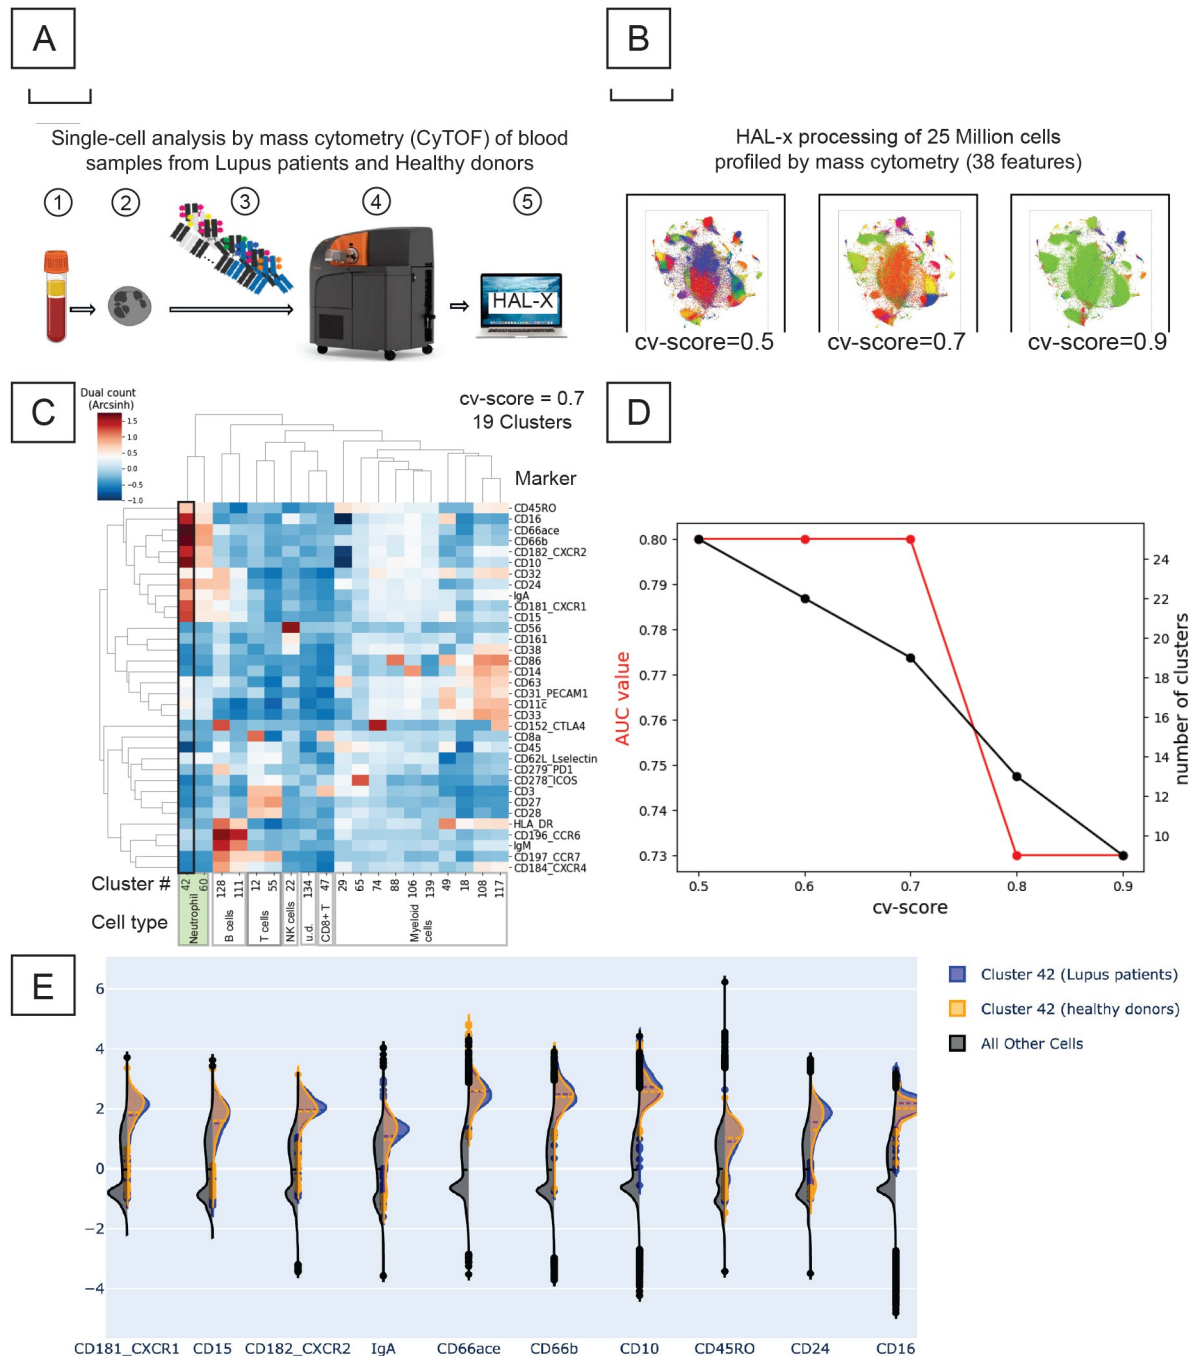 A
Single-cell analysis by mass cytometry (CyTOF) of blood
samples from Lupus patients and Healthy donors
1 2 3 4 5
HAL-X
B
HAL-x processing of 25 Million cells
profiled by mass cytometry (38 features)
cv-score=0.5 cv-score=0.7 cv-score=0.9
C
Dual count
(Arcsinh)
1.5
1.0
0.5
0.0
−0.5
−1.0
cv-score = 0.7
19 Clusters
Marker
CD45RO
CD16
CD66ace
CD66b
CD182_CXCR2
CD10
CD32
CD24
IgA
CD181_CXCR1
CD15
CD56
CD161
CD38
CD86
CD14
CD63
CD31_PECAM1
CD11c
CD33
CD152_CTLA4
CD8a
CD45
CD62L_Lselectin
CD279_PD1
CD278_ICOS
CD3
CD27
CD28
HLA_DR
CD196_CCR6
IgM
CD197_CCR7
CD184_CXCR4
Cluster # 42 60 128 111 12 55 22 134 47 29 65 74 88 106 139 49 18 108 117
Cell type Neutrophil B cells T cells NK cells u.d. CD8+ T Myeloid cells
D
AUC value
0.80
0.79
0.78
0.77
0.76
0.75
0.74
0.73
24
22
20
18
16
14
12
10
number of clusters
0.5 0.6 0.7 0.8 0.9
cv-score
E
6
4
2
0
−2
−4
CD181_CXCR1 CD15 CD182_CXCR2 IgA CD66ace CD66b CD10 CD45RO CD24 CD16
Cluster 42 (Lupus patients)
Cluster 42 (healthy donors)
All Other Cells